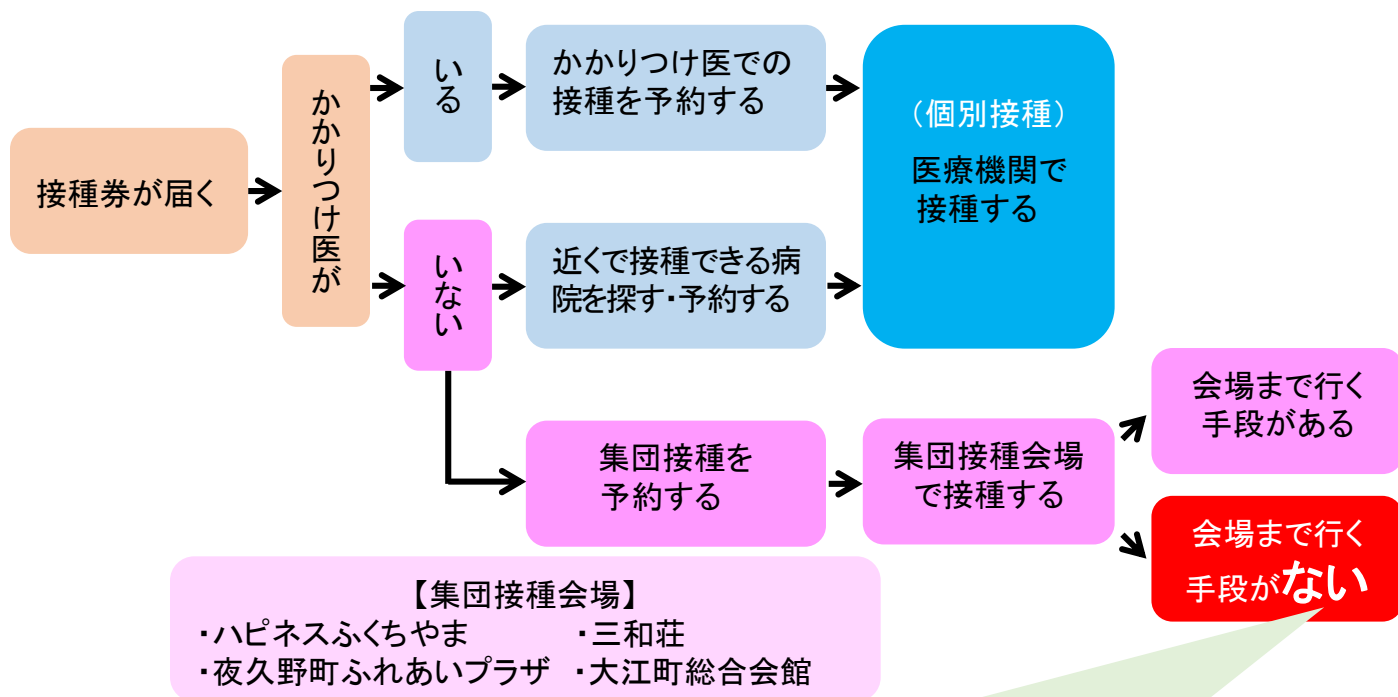 接種券が届く
かかりつけ医が
いる
かかりつけ医での
接種を予約する
(個別接種)
医療機関で
接種する
いない
近くで接種できる病
院を探す・予約する
集団接種を
予約する
集団接種会場
で接種する
会場まで行く
手段がある
会場まで行く
手段がない
【集団接種会場】
・ハピネスふくちやま ・三和荘
・夜久野町ふれあいプラザ ・大江町総合会館